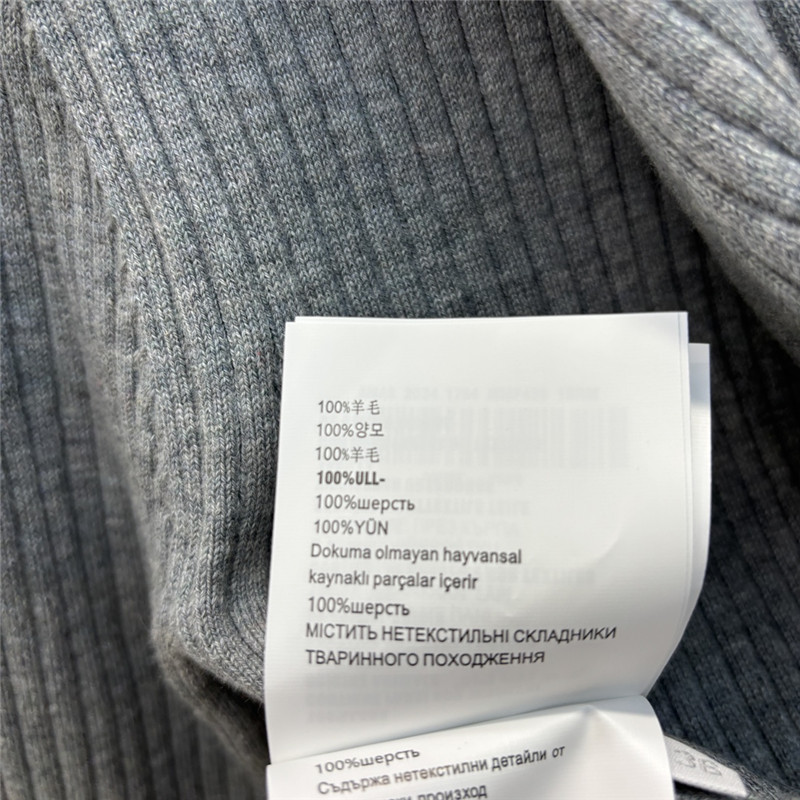 100%羊毛
100%양모
100%羊毛
100%ULL-
100%шерсть
100%YÜN
Dokuma olmayan hayvansal
kaynaklı parçalar içerir
100%шерсть
МІСТИТЬ НЕТЕКСТИЛЬНІ СКЛАДНИКИ
ТВАРИННОГО ПОХОДЖЕННЯ
100%шерсть
Съдържа нетекстилни детайли от
произход